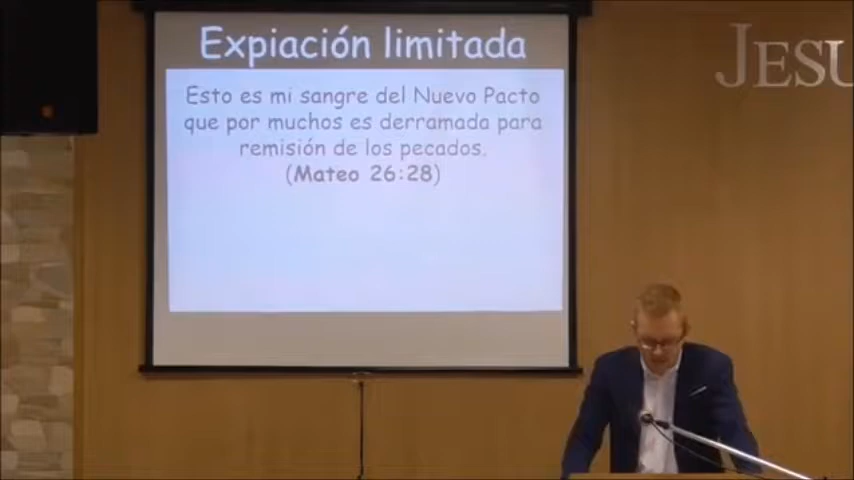 Expiación limitada
Esto es mi sangre del Nuevo Pacto
que por muchos es derramada para
remisión de los pecados.
(Mateo 26:28)
JESU